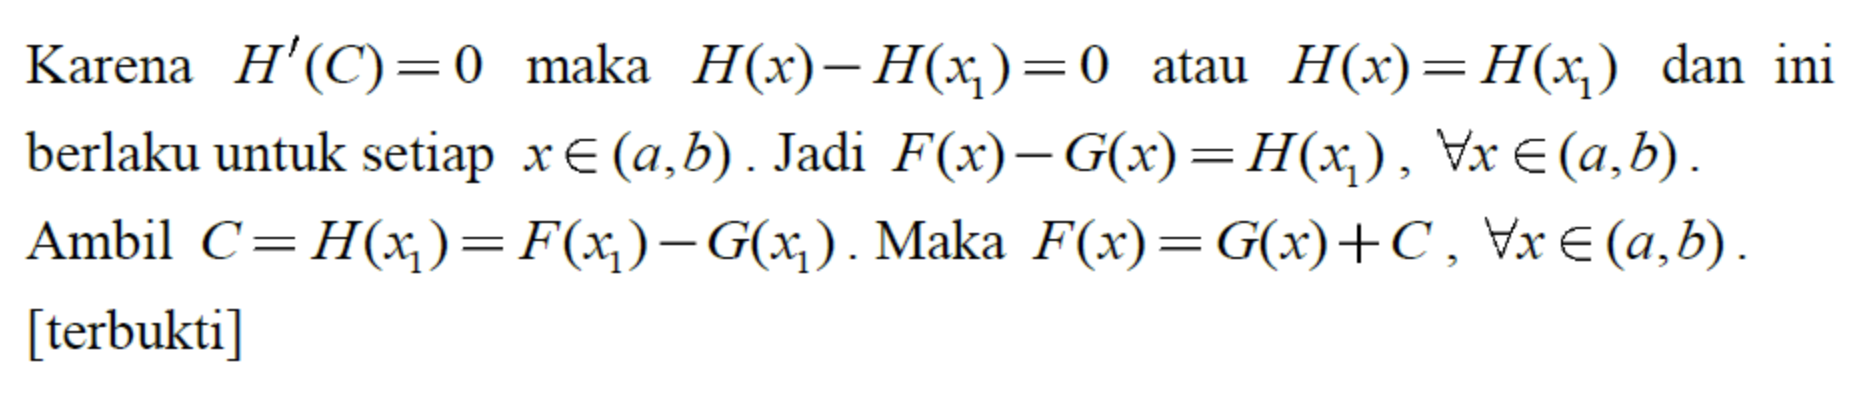 Karena H′(C)=0 maka H(x)−H(x₁)=0 atau H(x)=H(x₁) dan ini
berlaku untuk setiap x∈(a,b). Jadi F(x)−G(x)=H(x₁), ∀x∈(a,b).
Ambil C=H(x₁)=F(x₁)−G(x₁). Maka F(x)=G(x)+C, ∀x∈(a,b).
[terbukti]